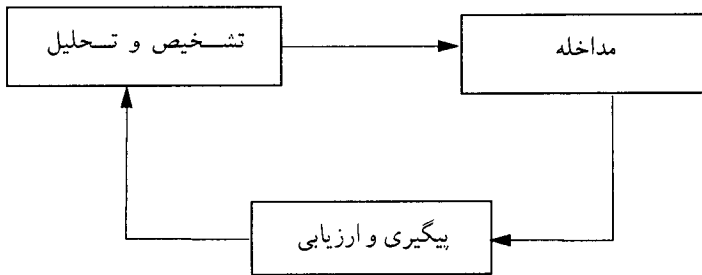 تشخیص و تحلیل
مداخله
پیگیری و ارزیابی